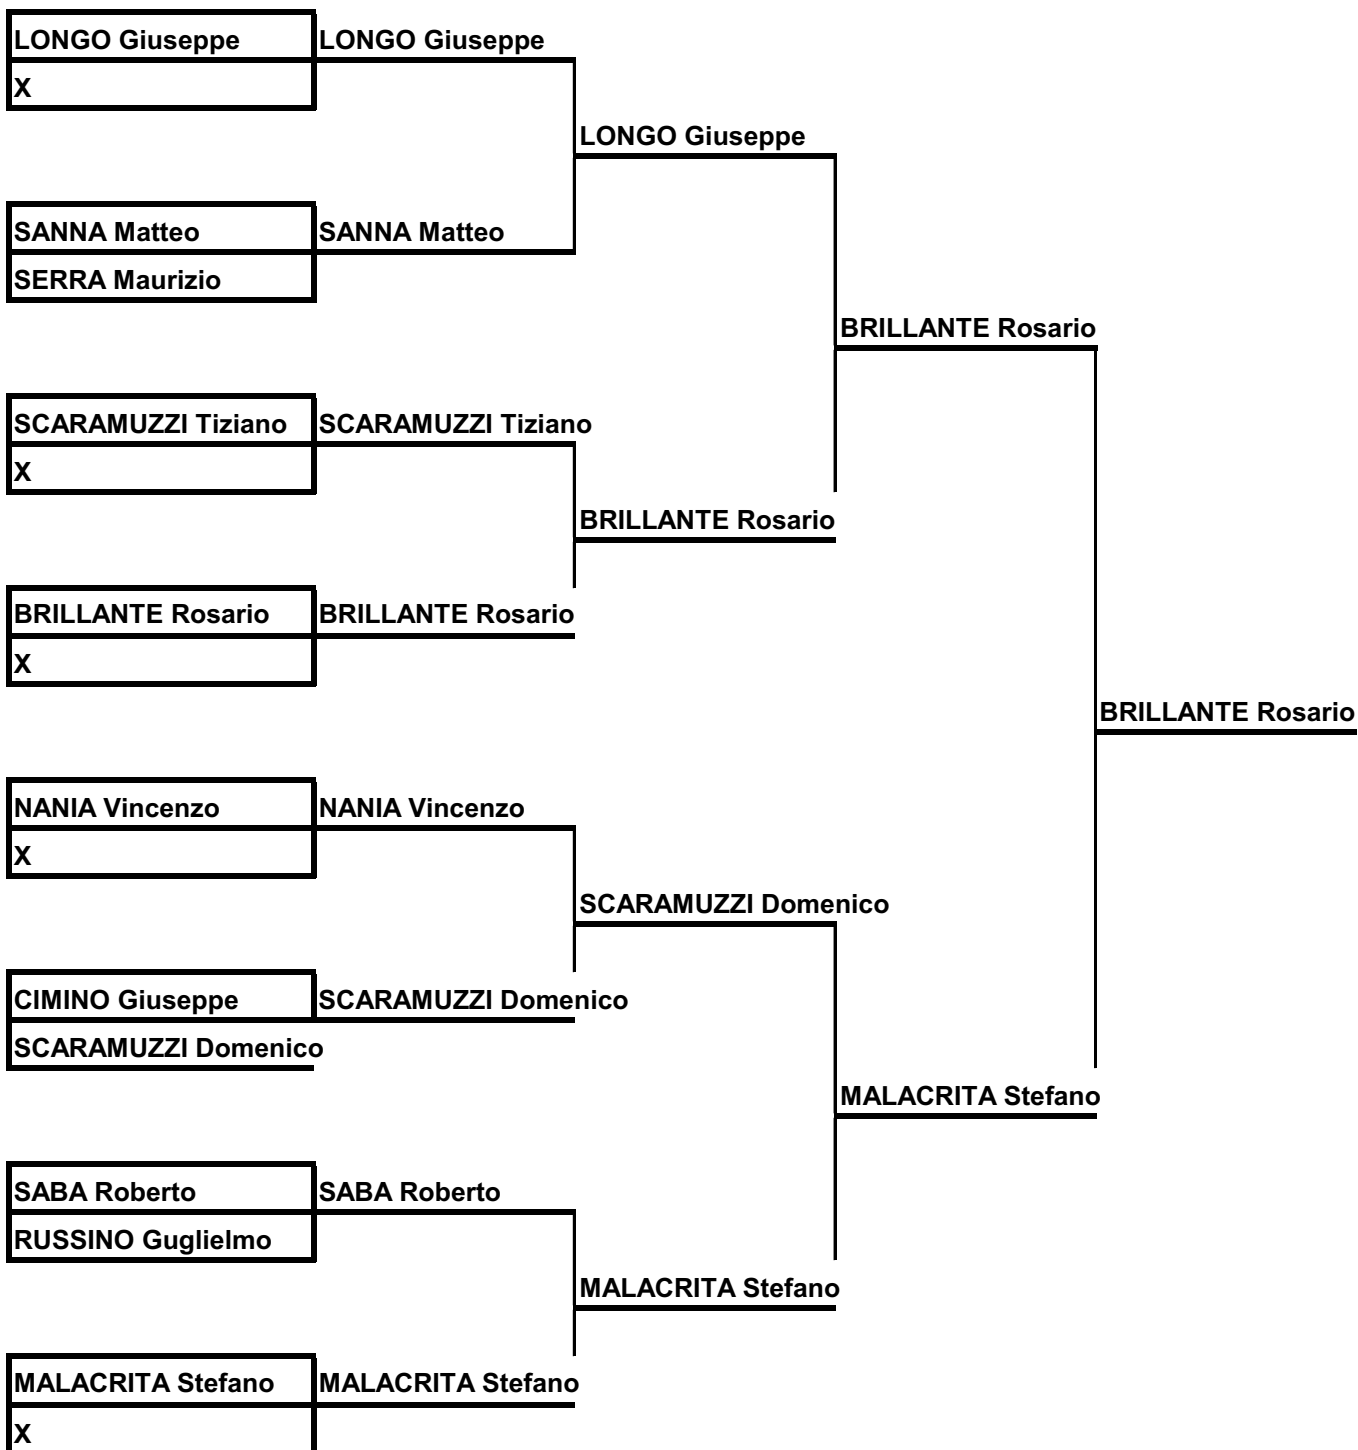 LONGO Giuseppe LONGO Giuseppe
X
LONGO Giuseppe
SANNA Matteo SANNA Matteo
SERRA Maurizio
BRILLANTE Rosario
SCARAMUZZI Tiziano SCARAMUZZI Tiziano
X
BRILLANTE Rosario
BRILLANTE Rosario BRILLANTE Rosario
X
BRILLANTE Rosario
NANIA Vincenzo NANIA Vincenzo
X
SCARAMUZZI Domenico
CIMINO Giuseppe SCARAMUZZI Domenico
SCARAMUZZI Domenico
MALACRITA Stefano
SABA Roberto SABA Roberto
RUSSINO Guglielmo
MALACRITA Stefano
MALACRITA Stefano MALACRITA Stefano
X